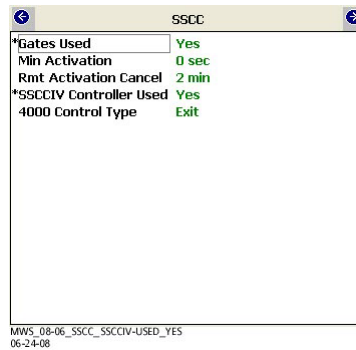 SSCC
*Gates Used Yes
Min Activation 0 sec
Rmt Activation Cancel 2 min
*SSCCIV Controller Used Yes
4000 Control Type Exit
MWS_08-06_SSCC_SSCCIV-USED_YES
06-24-08